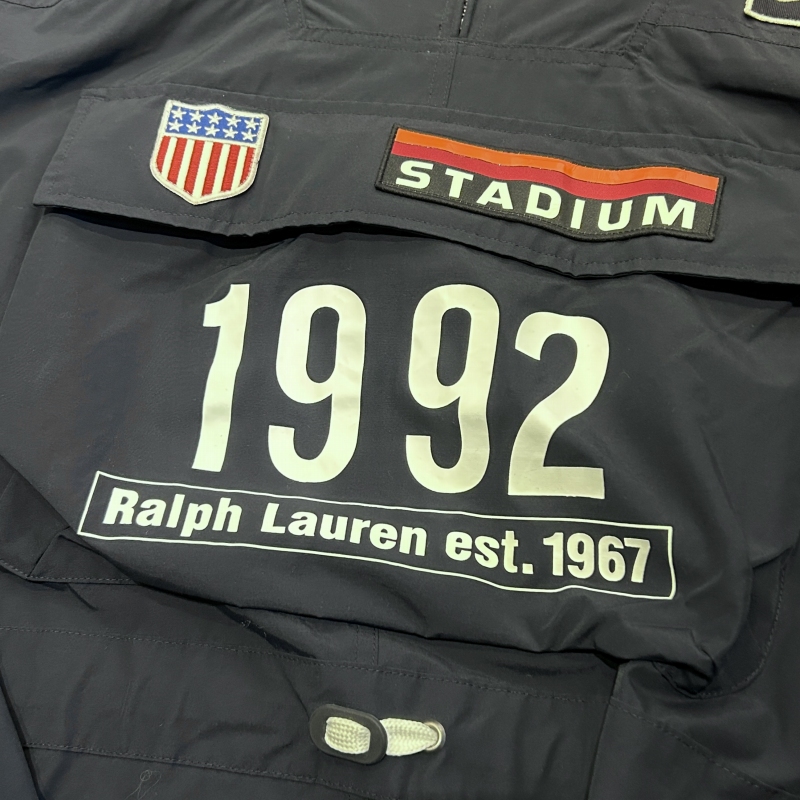 STADIUM
1992
Ralph Lauren est. 1967